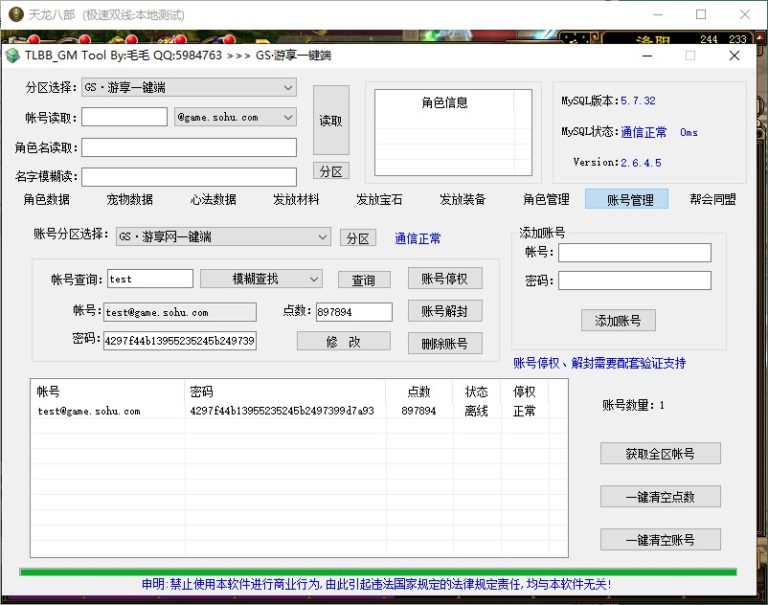 天龙八部 (极速双线:本地测试)
洛阳 244 233
TLBB_GM Tool By:毛毛 QQ:5984763 >>> GS·游享一键端
分区选择: GS·游享一键端
帐号读取: @game.sohu.com 读取
角色名读取:
名字模糊读: 分区
角色信息
MySQL版本:5.7.32
MySQL状态:通信正常 0ms
Version:2.6.4.5
角色数据 宠物数据 心法数据 发放材料 发放宝石 发放装备 角色管理 账号管理 帮会同盟
账号分区选择: GS·游享网一键端 分区 通信正常
帐号查询: test 模糊查找 查询 账号停权
帐号: test@game.sohu.com 点数: 897894 账号解封
密码: 4297f44b13955235245b249739 修 改 删除账号
添加账号
帐号:
密码:
添加账号
账号停权、解封需要配套验证支持
帐号 密码 点数 状态 停权
test@game.sohu.com 4297f44b13955235245b2497399d7a93 897894 离线 正常
账号数量: 1
获取全区帐号
一键清空点数
一键清空账号
申明:禁止使用本软件进行商业行为,由此引起违法国家规定的法律规定责任,均与本软件无关!